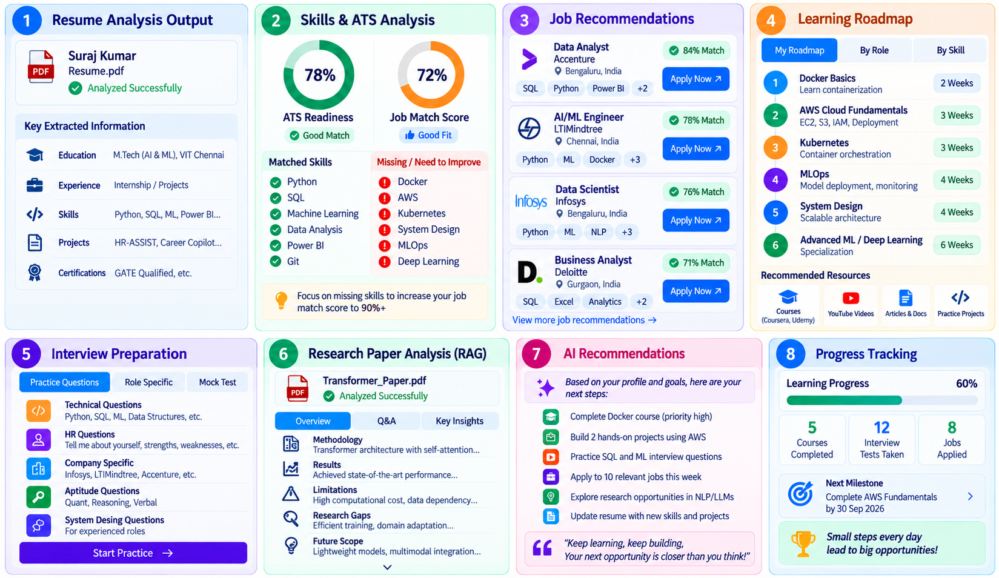 1 Resume Analysis Output
PDF
Suraj Kumar
Resume.pdf
Analyzed Successfully
Key Extracted Information
Education M.Tech (AI & ML), VIT Chennai
Experience Internship / Projects
Skills Python, SQL, ML, Power BI...
Projects HR-ASSIST, Career Copilot...
Certifications GATE Qualified, etc.
2 Skills & ATS Analysis
78% 72%
ATS Readiness Job Match Score
Good Match Good Fit
Matched Skills
Python
SQL
Machine Learning
Data Analysis
Power BI
Git
Missing / Need to Improve
Docker
AWS
Kubernetes
System Design
MLOps
Deep Learning
Focus on missing skills to increase your job
match score to 90%+
3 Job Recommendations
Data Analyst
Accenture
Bengaluru, India
SQL Python Power BI +2
84% Match
Apply Now
AI/ML Engineer
LTIMindtree
Chennai, India
Python ML Docker +3
78% Match
Apply Now
Infosys
Data Scientist
Infosys
Bengaluru, India
Python ML NLP +3
76% Match
Apply Now
D.
Business Analyst
Deloitte
Gurgaon, India
SQL Excel Analytics +2
71% Match
Apply Now
View more job recommendations →
4 Learning Roadmap
My Roadmap By Role By Skill
1 Docker Basics 2 Weeks
Learn containerization
2 AWS Cloud Fundamentals 3 Weeks
EC2, S3, IAM, Deployment
3 Kubernetes 3 Weeks
Container orchestration
4 MLOps 4 Weeks
Model deployment, monitoring
5 System Design 4 Weeks
Scalable architecture
6 Advanced ML / Deep Learning 6 Weeks
Specialization
Recommended Resources
Courses
(Coursera, Udemy)
YouTube Videos
Articles & Docs
Practice Projects
5 Interview Preparation
Practice Questions Role Specific Mock Test
Technical Questions
Python, SQL, ML, Data Structures, etc.
HR Questions
Tell me about yourself, strengths, weaknesses, etc.
Company Specific
Infosys, LTIMindtree, Accenture, etc.
Aptitude Questions
Quant, Reasoning, Verbal
System Desing Questions
For experienced roles
Start Practice →
6 Research Paper Analysis (RAG)
PDF
Transformer_Paper.pdf
Analyzed Successfully
Overview Q&A Key Insights
Methodology
Transformer architecture with self-attention...
Results
Achieved state-of-the-art performance...
Limitations
High computational cost, data dependency...
Research Gaps
Efficient training, domain adaptation...
Future Scope
Lightweight models, multimodal integration...
7 AI Recommendations
Based on your profile and goals, here are your
next steps:
Complete Docker course (priority high)
Build 2 hands-on projects using AWS
Practice SQL and ML interview questions
Apply to 10 relevant jobs this week
Explore research opportunities in NLP/LLMs
Update resume with new skills and projects
“Keep learning, keep building,
Your next opportunity is closer than you think!”
8 Progress Tracking
Learning Progress 60%
5
Courses
Completed
12
Interview
Tests Taken
8
Jobs
Applied
Next Milestone
Complete AWS Fundamentals
by 30 Sep 2026
Small steps every day
lead to big opportunities!